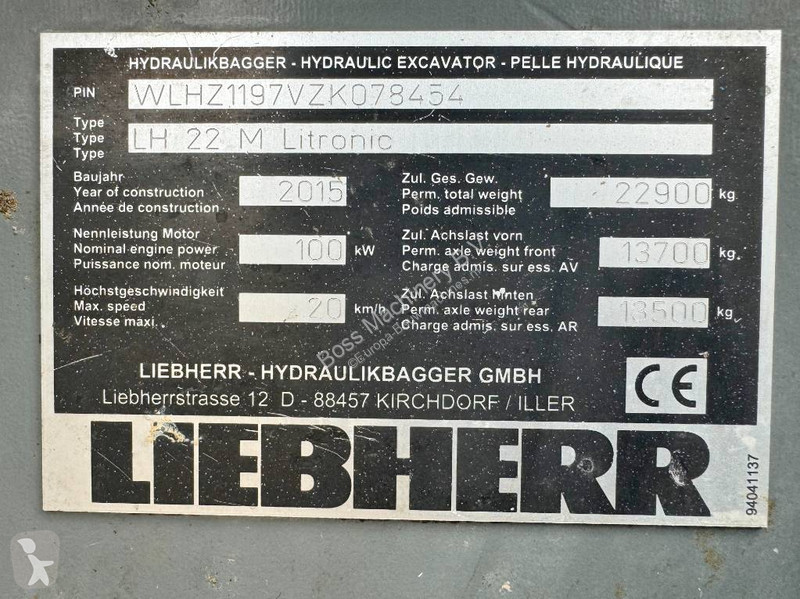 HYDRAULIKBAGGER - HYDRAULIC EXCAVATOR - PELLE HYDRAULIQUE
PIN WLHZ1197VZK078454
Type
Type LH 22 M Litronic
Type
Baujahr
Year of construction 2015
Année de construction
Zul. Ges. Gew.
Perm. total weight 22900 kg
Poids admissible
Nennleistung Motor
Nominal engine power 100 kW
Puissance nom. moteur
Zul. Achslast vorn
Perm. axle weight front 13700 kg
Charge admis. sur ess. AV
Höchstgeschwindigkeit
Max. speed 20 km/h
Vitesse maxi.
Zul. Achslast hinten
Perm. axle weight rear 13500 kg
Charge admis. sur ess. AR
Boss Machinery B.V.
LIEBHERR - HYDRAULIKBAGGER GMBH
Liebherrstrasse 12 D - 88457 KIRCHDORF / ILLER
CE
LIEBHERR
94041137